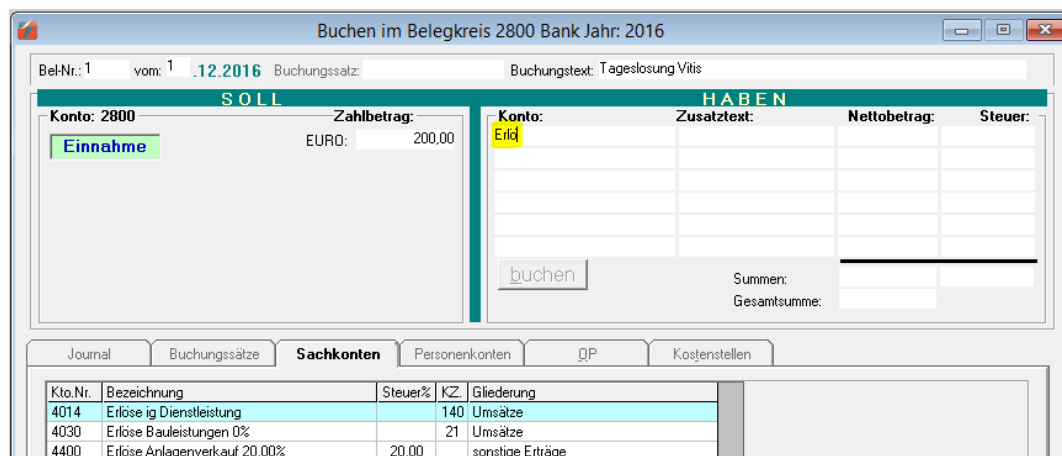 Buchen im Belegkreis 2800 Bank Jahr: 2016
Bel-Nr.: 1 vom: 1 .12.2016 Buchungssatz: Buchungstext: Tageslosung Vitis
SOLL HABEN
Konto: 2800 Zahlbetrag: Konto: Zusatztext: Nettobetrag: Steuer:
Einnahme EURO: 200,00 Erlö
buchen Summen:
Gesamtsumme:
Journal Buchungssätze Sachkonten Personenkonten OP Kostenstellen
Kto.Nr. Bezeichnung Steuer% KZ. Gliederung
4014 Erlöse ig Dienstleistung 140 Umsätze
4030 Erlöse Bauleistungen 0% 21 Umsätze
4400 Erlöse Anlagenverkauf 20.00% 20.00 sonstige Erträge